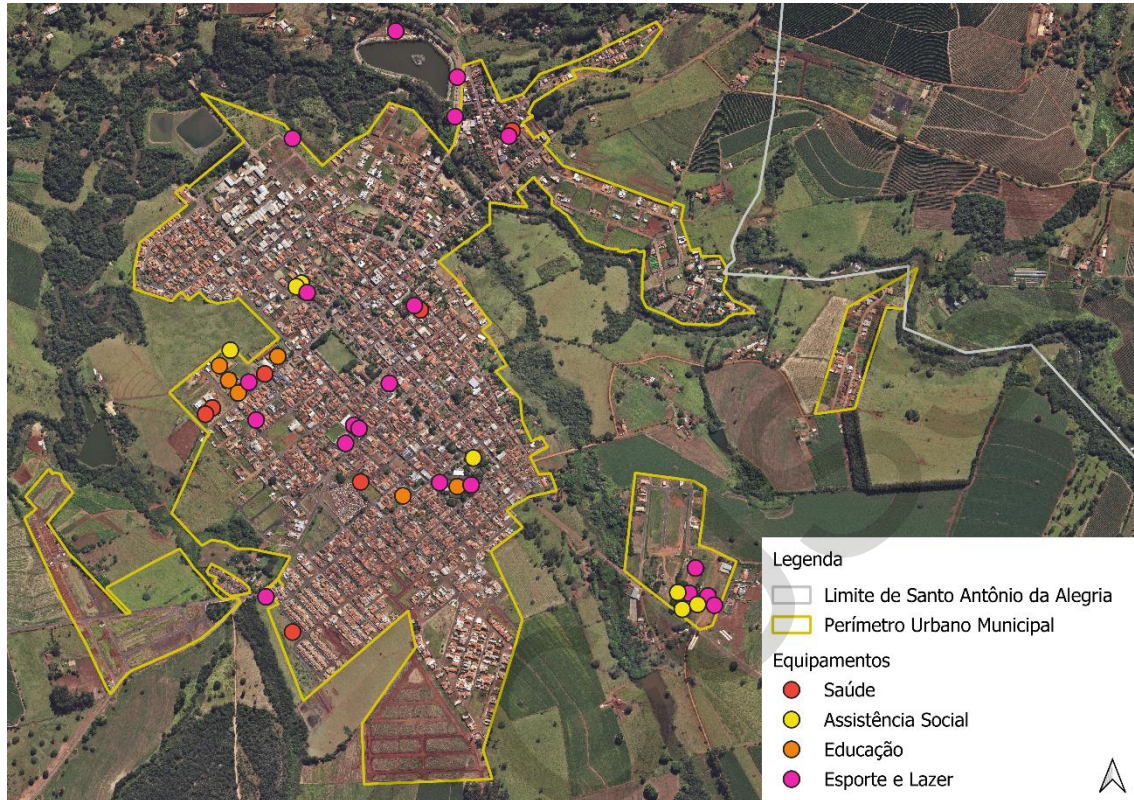 Legenda
Limite de Santo Antônio da Alegria
Perímetro Urbano Municipal
Equipamentos
Saúde
Assistência Social
Educação
Esporte e Lazer